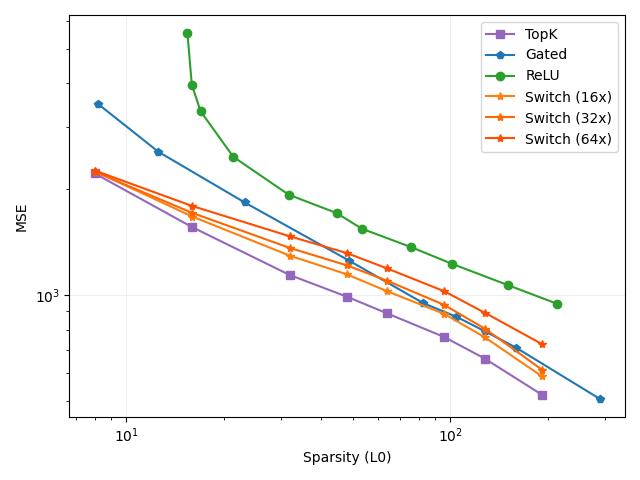 TopK
Gated
ReLU
Switch (16x)
Switch (32x)
Switch (64x)
MSE
10³
10¹
10²
Sparsity (L0)